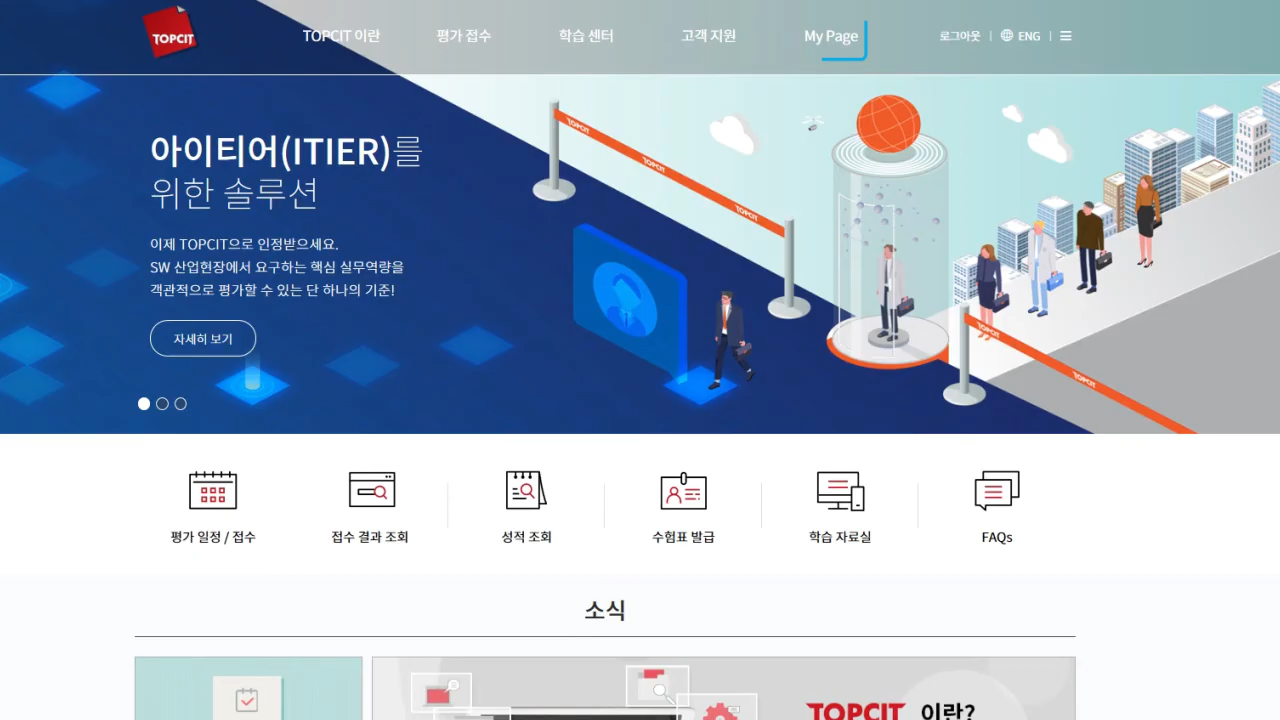 TOPCIT
TOPCIT 이란
평가 접수
학습 센터
고객 지원
My Page
로그아웃
ENG
아이티어(ITIER)를
위한 솔루션
이제 TOPCIT으로 인정받으세요.
SW 산업현장에서 요구하는 핵심 실무역량을
객관적으로 평가할 수 있는 단 하나의 기준!
자세히 보기
TOPCIT
TOPCIT
TOPCIT
TOPCIT
TOPCIT
평가 일정 / 접수
접수 결과 조회
성적 조회
수험표 발급
학습 자료실
FAQs
소식
TOPCIT 이란?